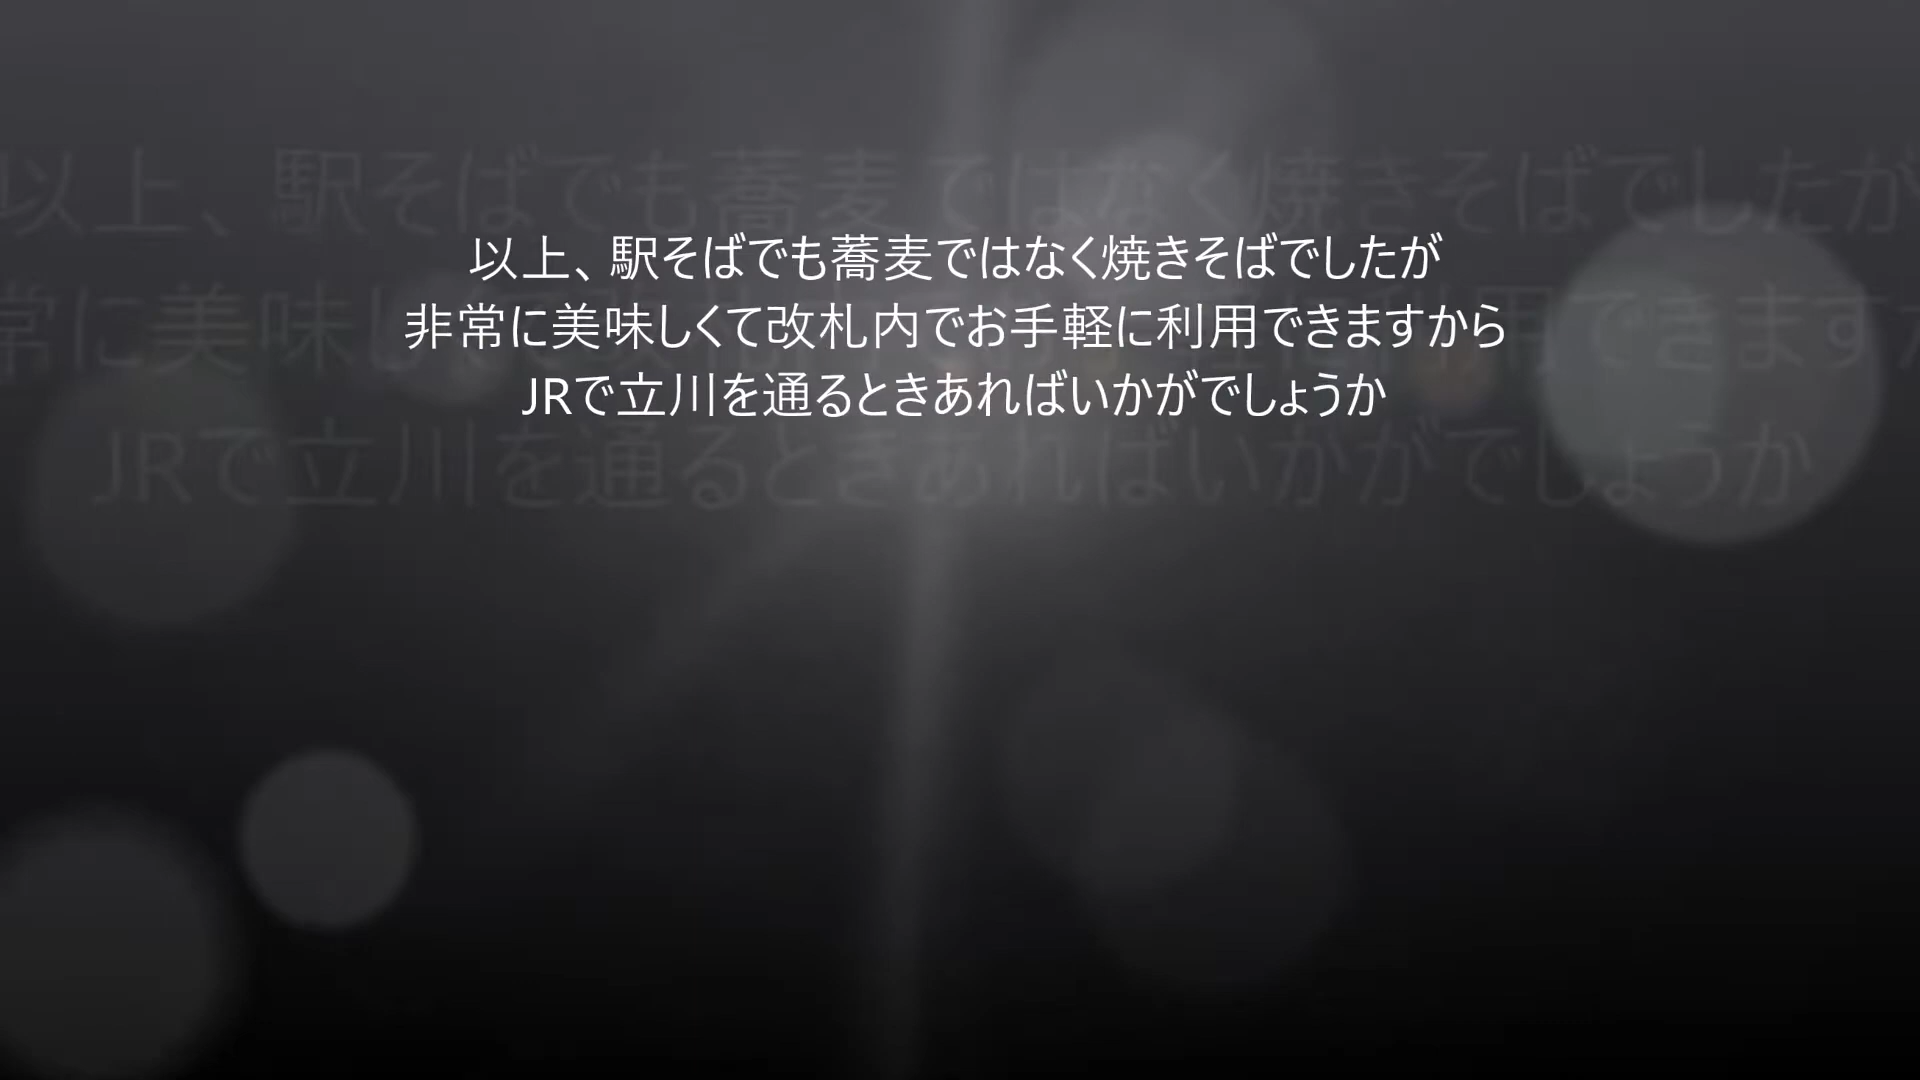 以上、駅そばでも蕎麦ではなく焼きそばでしたが
非常に美味しくて改札内でお手軽に利用できますから
JRで立川を通るときあればいかがでしょうか